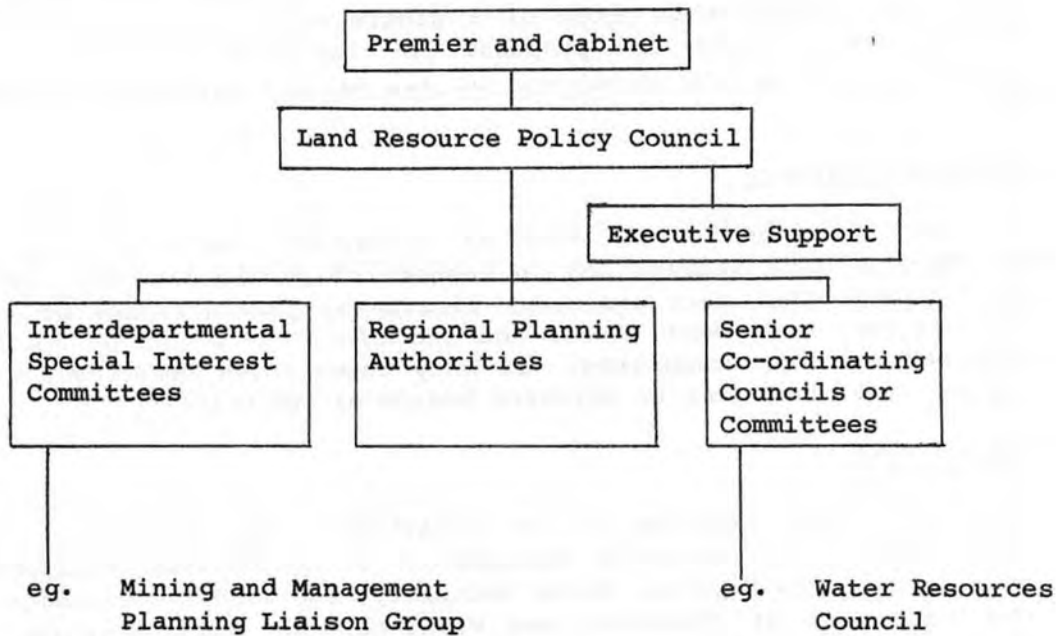 Premier and Cabinet
Land Resource Policy Council
Executive Support
Interdepartmental
Special Interest
Committees
Regional Planning
Authorities
Senior
Co-ordinating
Councils or
Committees
eg. Mining and Management
Planning Liaison Group
eg. Water Resources
Council